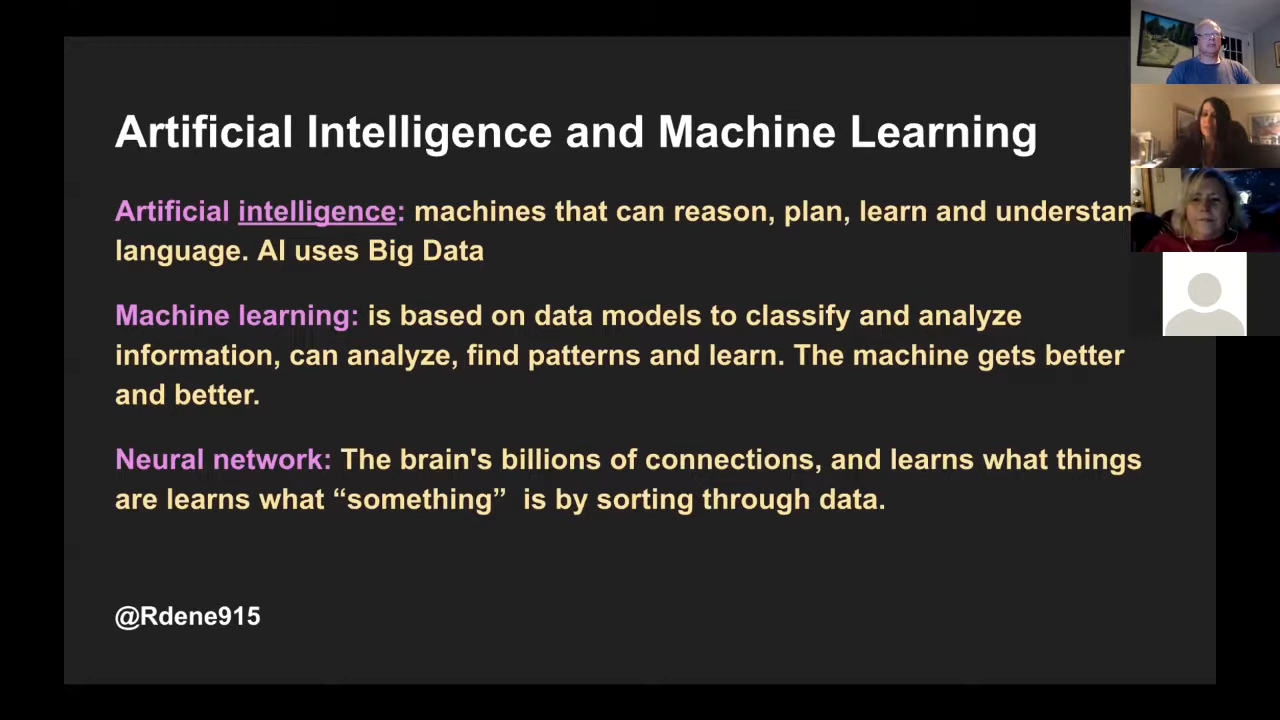 Artificial Intelligence and Machine Learning
Artificial intelligence: machines that can reason, plan, learn and understan
language. AI uses Big Data
Machine learning: is based on data models to classify and analyze
information, can analyze, find patterns and learn. The machine gets better
and better.
Neural network: The brain's billions of connections, and learns what things
are learns what “something”  is by sorting through data.
@Rdene915